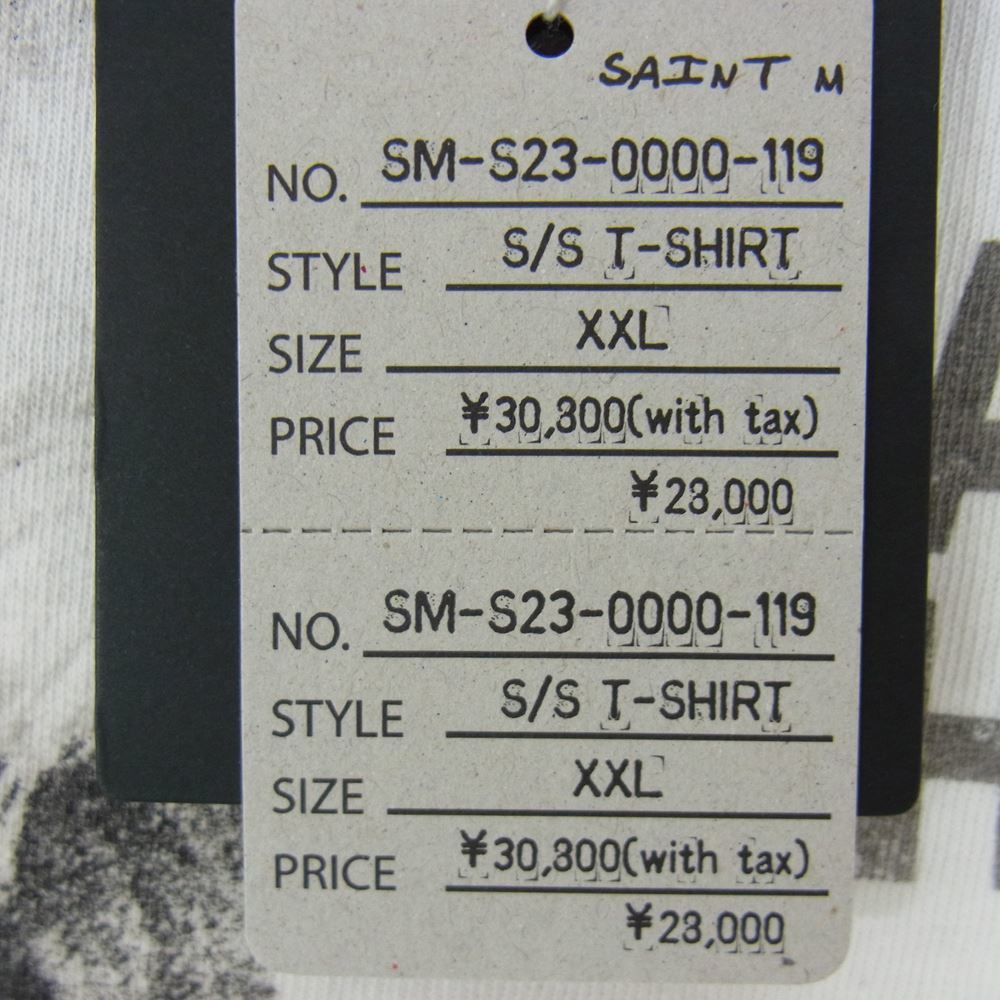 SAINT M
NO. SM-S23-0000-119
STYLE S/S T-SHIRT
SIZE XXL
PRICE ¥30,800(with tax)
¥28,000
NO. SM-S23-0000-119
STYLE S/S T-SHIRT
SIZE XXL
PRICE ¥30,800(with tax)
¥28,000